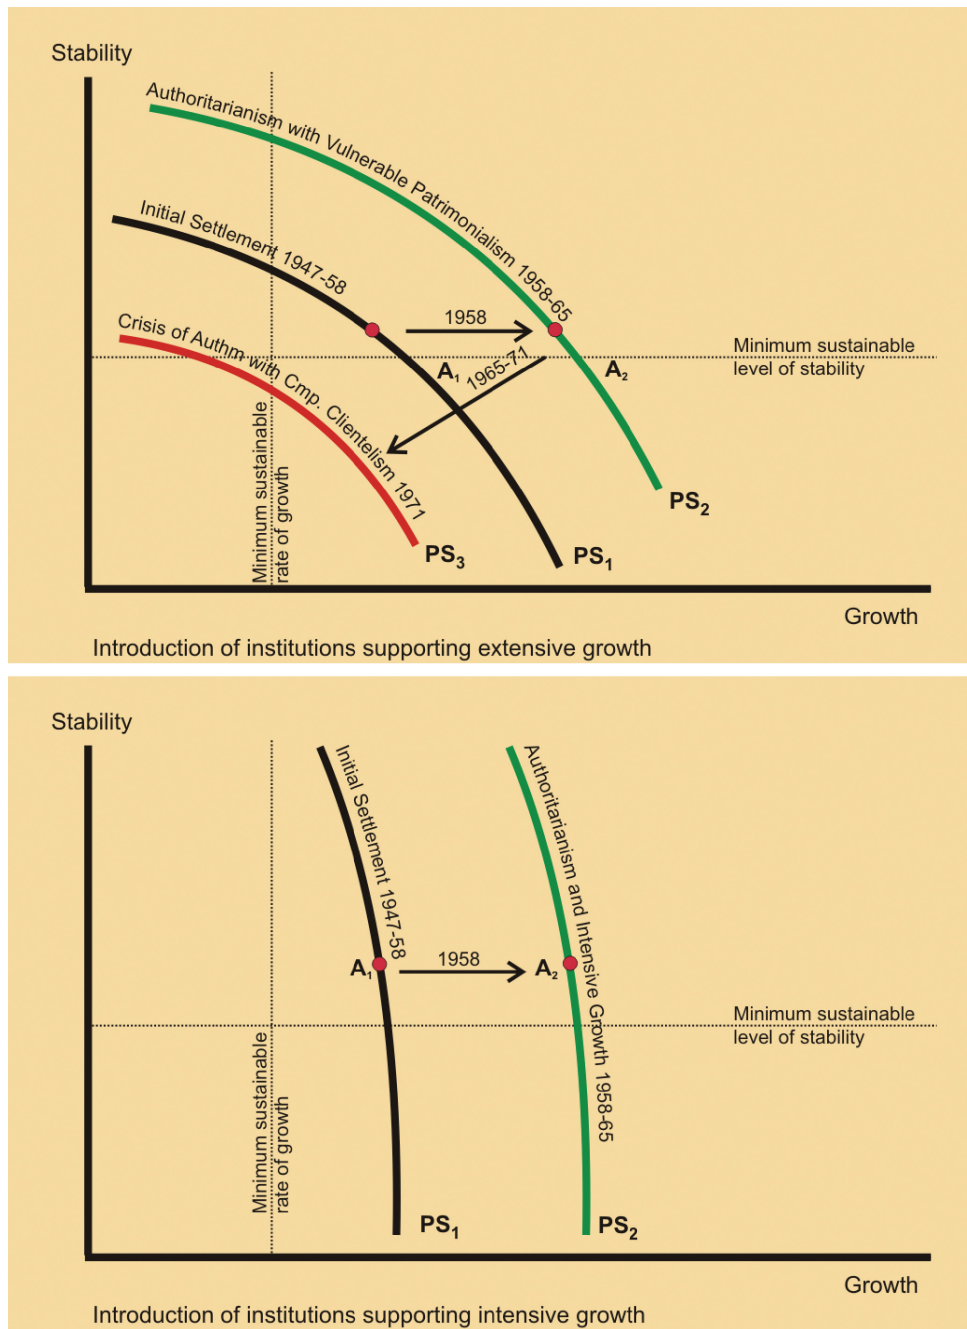 Stability
Authoritarianism with Vulnerable Patrimonialism 1958-65
Initial Settlement 1947-58
Crisis of Authm with Cmp. Clientelism 1971
1958
1965-71
A1
A2
Minimum sustainable
level of stability
Minimum sustainable
rate of growth
PS3
PS1
PS2
Growth
Introduction of institutions supporting extensive growth
Stability
Initial Settlement 1947-58
Authoritarianism and Intensive Growth 1958-65
A1
1958
A2
Minimum sustainable
level of stability
Minimum sustainable
rate of growth
PS1
PS2
Growth
Introduction of institutions supporting intensive growth